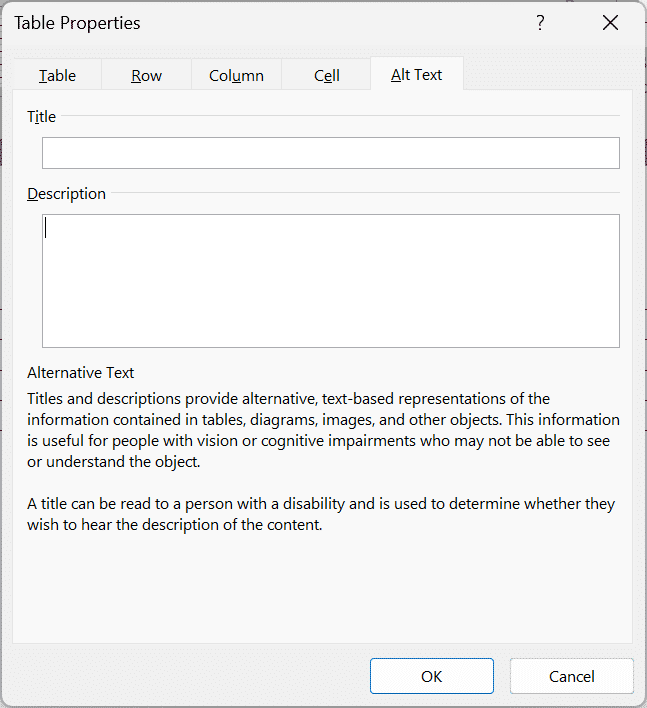 Table Properties
?
Table Row Column Cell Alt Text
Title
Description
Alternative Text
Titles and descriptions provide alternative, text-based representations of the
information contained in tables, diagrams, images, and other objects. This information
is useful for people with vision or cognitive impairments who may not be able to see
or understand the object.
A title can be read to a person with a disability and is used to determine whether they
wish to hear the description of the content.
OK Cancel